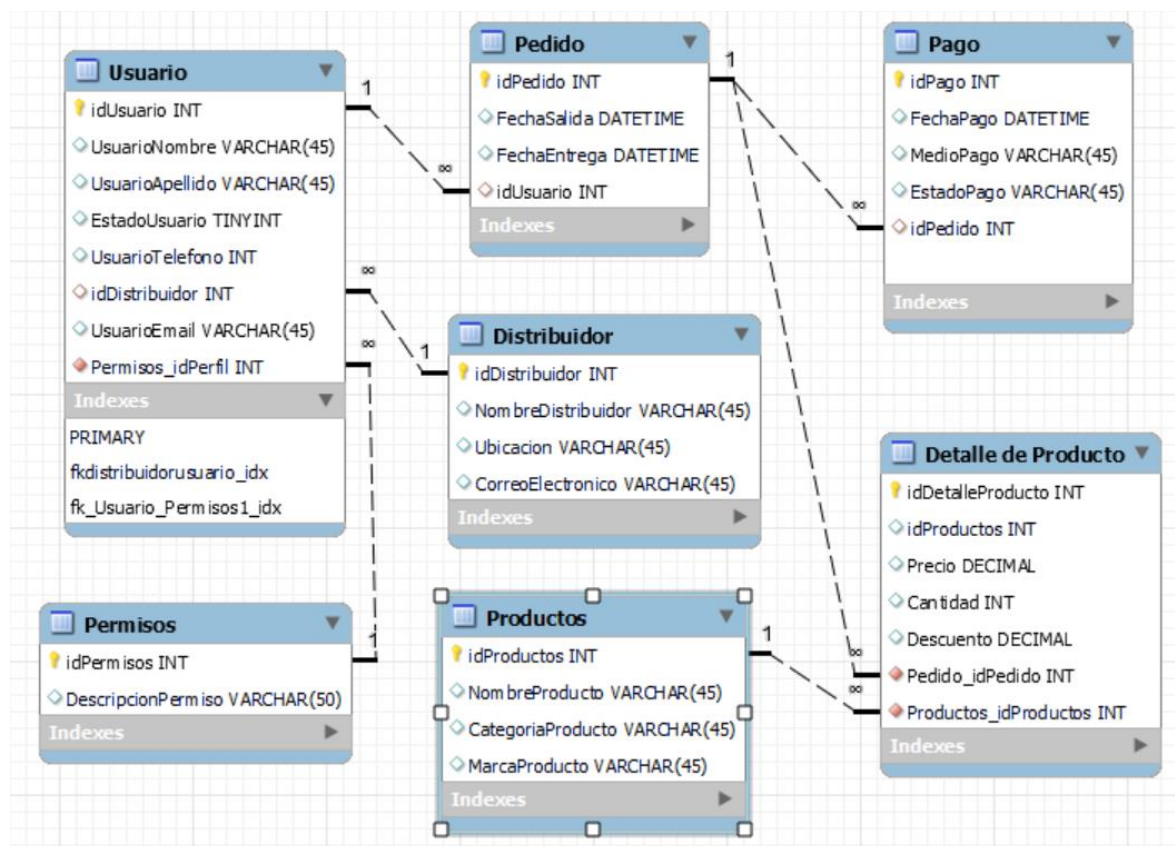 Usuario
idUsuario INT
UsuarioNombre VARCHAR(45)
UsuarioApellido VARCHAR(45)
EstadoUsuario TINYINT
UsuarioTelefono INT
idDistribuidor INT
UsuarioEmail VARCHAR(45)
Permisos_idPerfil INT
Indexes
PRIMARY
fkdistribuidorusuario_idx
fk_Usuario_Permisos1_idx
1
∞
∞
∞
Pedido
idPedido INT
FechaSalida DATETIME
FechaEntrega DATETIME
idUsuario INT
Indexes
1
∞
Pago
idPago INT
FechaPago DATETIME
MedioPago VARCHAR(45)
EstadoPago VARCHAR(45)
idPedido INT
Indexes
∞
Distribuidor
idDistribuidor INT
NombreDistribuidor VARCHAR(45)
Ubicacion VARCHAR(45)
CorreoElectronico VARCHAR(45)
Indexes
1
Detalle de Producto
idDetalleProducto INT
idProductos INT
Precio DECIMAL
Cantidad INT
Descuento DECIMAL
Pedido_idPedido INT
Productos_idProductos INT
Indexes
∞
∞
Permisos
idPermisos INT
DescripcionPermiso VARCHAR(50)
Indexes
1
Productos
idProductos INT
NombreProducto VARCHAR(45)
CategoriaProducto VARCHAR(45)
MarcaProducto VARCHAR(45)
Indexes
1